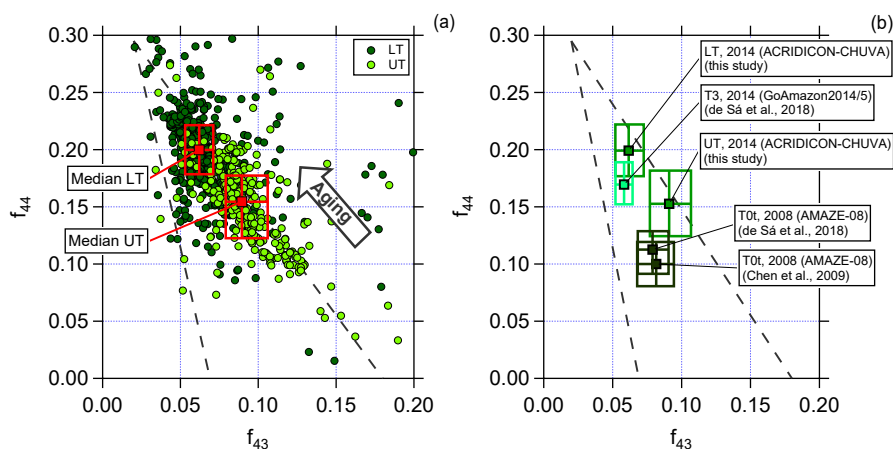 (a)
0.30
0.25
0.20
0.15
0.10
0.05
0.00
f44
LT
UT
Median LT
Median UT
Aging
0.00 0.05 0.10 0.15 0.20
f43
(b)
0.30
0.25
0.20
0.15
0.10
0.05
0.00
f44
LT, 2014 (ACRIDICON-CHUVA)
(this study)
T3, 2014 (GoAmazon2014/5)
(de Sá et al., 2018)
UT, 2014 (ACRIDICON-CHUVA)
(this study)
T0t, 2008 (AMAZE-08)
(de Sá et al., 2018)
T0t, 2008 (AMAZE-08)
(Chen et al., 2009)
0.00 0.05 0.10 0.15 0.20
f43